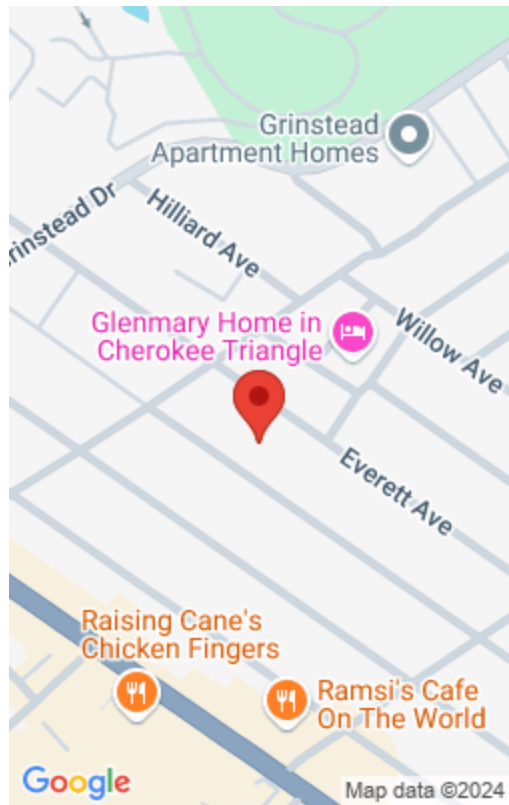 Grinstead
Apartment Homes
rinstead Dr
Hilliard Ave
Glenmary Home in
Cherokee Triangle
Willow Ave
Everett Ave
Raising Cane's
Chicken Fingers
Ramsi's Cafe
On The World
Google
Map data ©2024